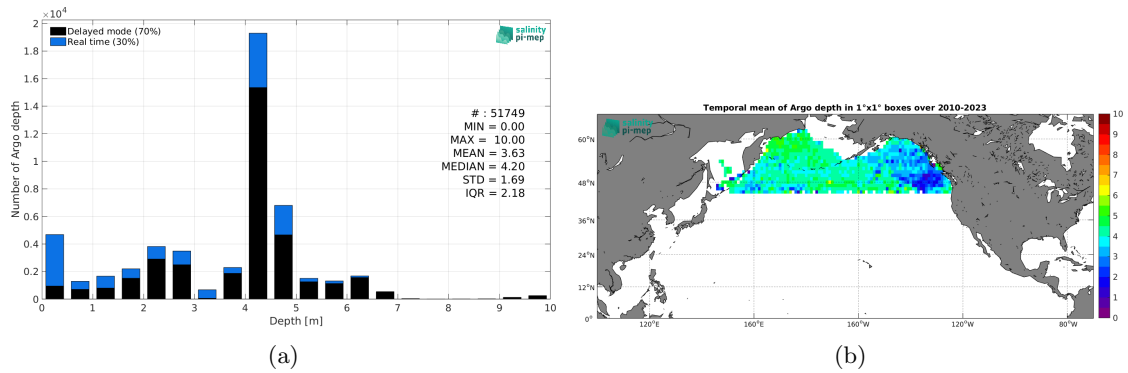 ×10⁴
2
1.8
1.6
1.4
1.2
1
0.8
0.6
0.4
0.2
0
Number of Argo depth
Delayed mode (70%)
Real time (30%)
salinity
pi-mep
# : 51749
MIN = 0.00
MAX = 10.00
MEAN = 3.63
MEDIAN = 4.20
STD = 1.69
IQR = 2.18
0 1 2 3 4 5 6 7 8 9 10
Depth [m]
(a)
Temporal mean of Argo depth in 1°x1° boxes over 2010-2023
salinity
pi-mep
60°N
48°N
36°N
24°N
12°N
0°
120°E 160°E 160°W 120°W 80°W
10
9
8
7
6
5
4
3
2
1
0
(b)